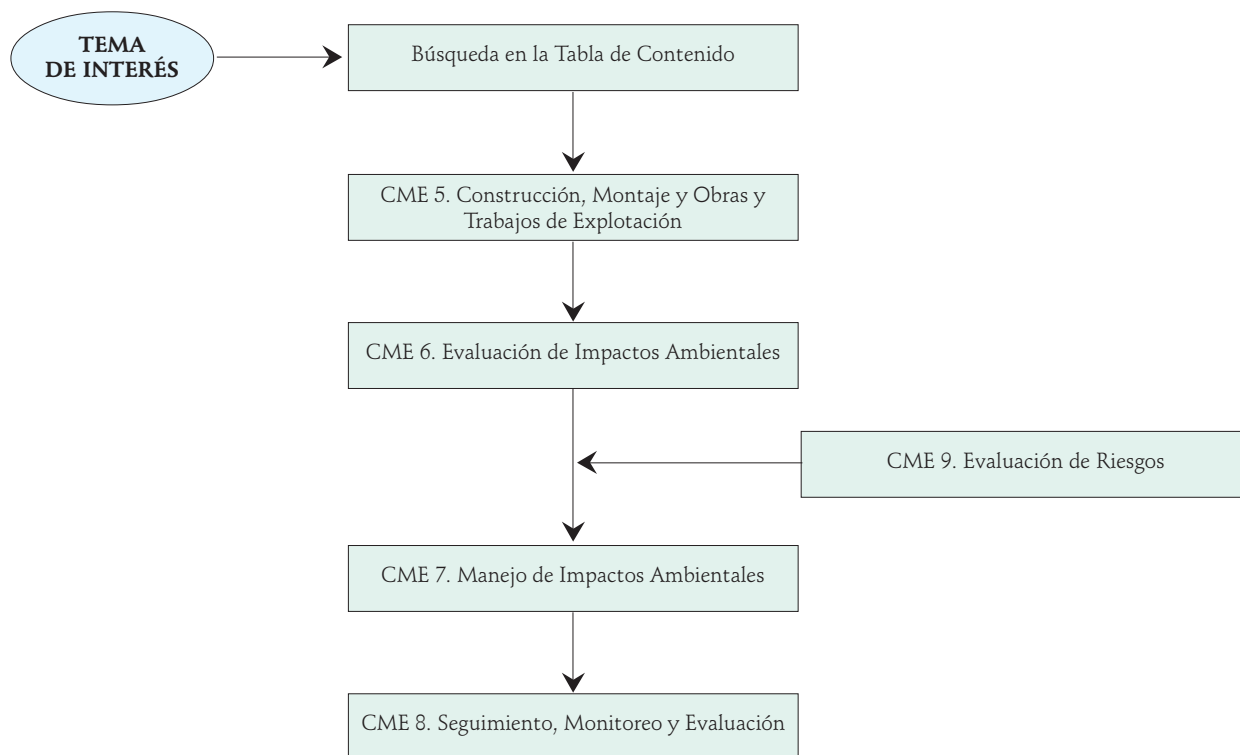 TEMA
DE INTERÉS
Búsqueda en la Tabla de Contenido
CME 5. Construcción, Montaje y Obras y
Trabajos de Explotación
CME 6. Evaluación de Impactos Ambientales
CME 9. Evaluación de Riesgos
CME 7. Manejo de Impactos Ambientales
CME 8. Seguimiento, Monitoreo y Evaluación